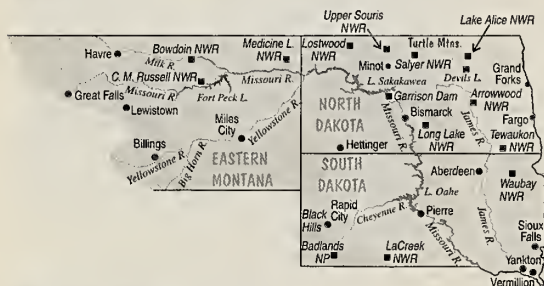 Upper Souris
NWR
Lake Alice NWR
Bowdoin NWR
Medicine L.
NWR
Lostwood
NWR
Turtle Mtns.
Havre
Milk R.
Minot
Salyer NWR
Grand
Forks
C. M. Russell NWR
Missouri R.
L. Sakakawea
Devils L.
Great Falls
Fort Peck L.
Garrison Dam
Arrowwood
NWR
Lewistown
NORTH
DAKOTA
Missouri R.
Bismarck
James R.
Fargo
Miles
City
Yellowstone R.
Long Lake
NWR
Tewaukon
NWR
Billings
Hettinger
Yellowstone R.
Big Horn R.
EASTERN
MONTANA
SOUTH
DAKOTA
Aberdeen
Waubay
NWR
L. Oahe
Rapid
City
Black
Hills
Cheyenne R.
Pierre
James R.
Missouri R.
Sioux
Falls
Badlands
NP
LaCreek
NWR
Yankton
Vermillion